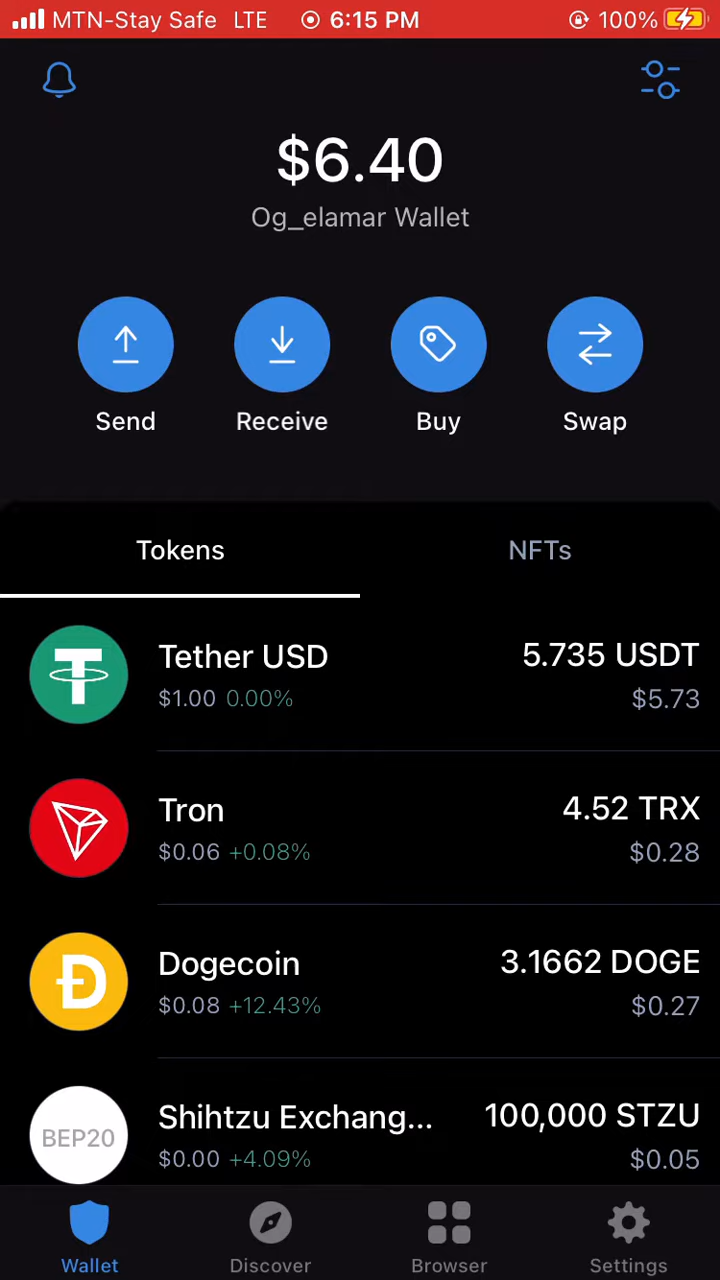 MTN-Stay Safe LTE 6:15 PM 100%
$6.40
Og_elamar Wallet
Send Receive Buy Swap
Tokens NFTs
Tether USD 5.735 USDT
$1.00 0.00% $5.73
Tron 4.52 TRX
$0.06 +0.08% $0.28
Dogecoin 3.1662 DOGE
$0.08 +12.43% $0.27
BEP20
Shihtzu Exchang... 100,000 STZU
$0.00 +4.09% $0.05
Wallet Discover Browser Settings